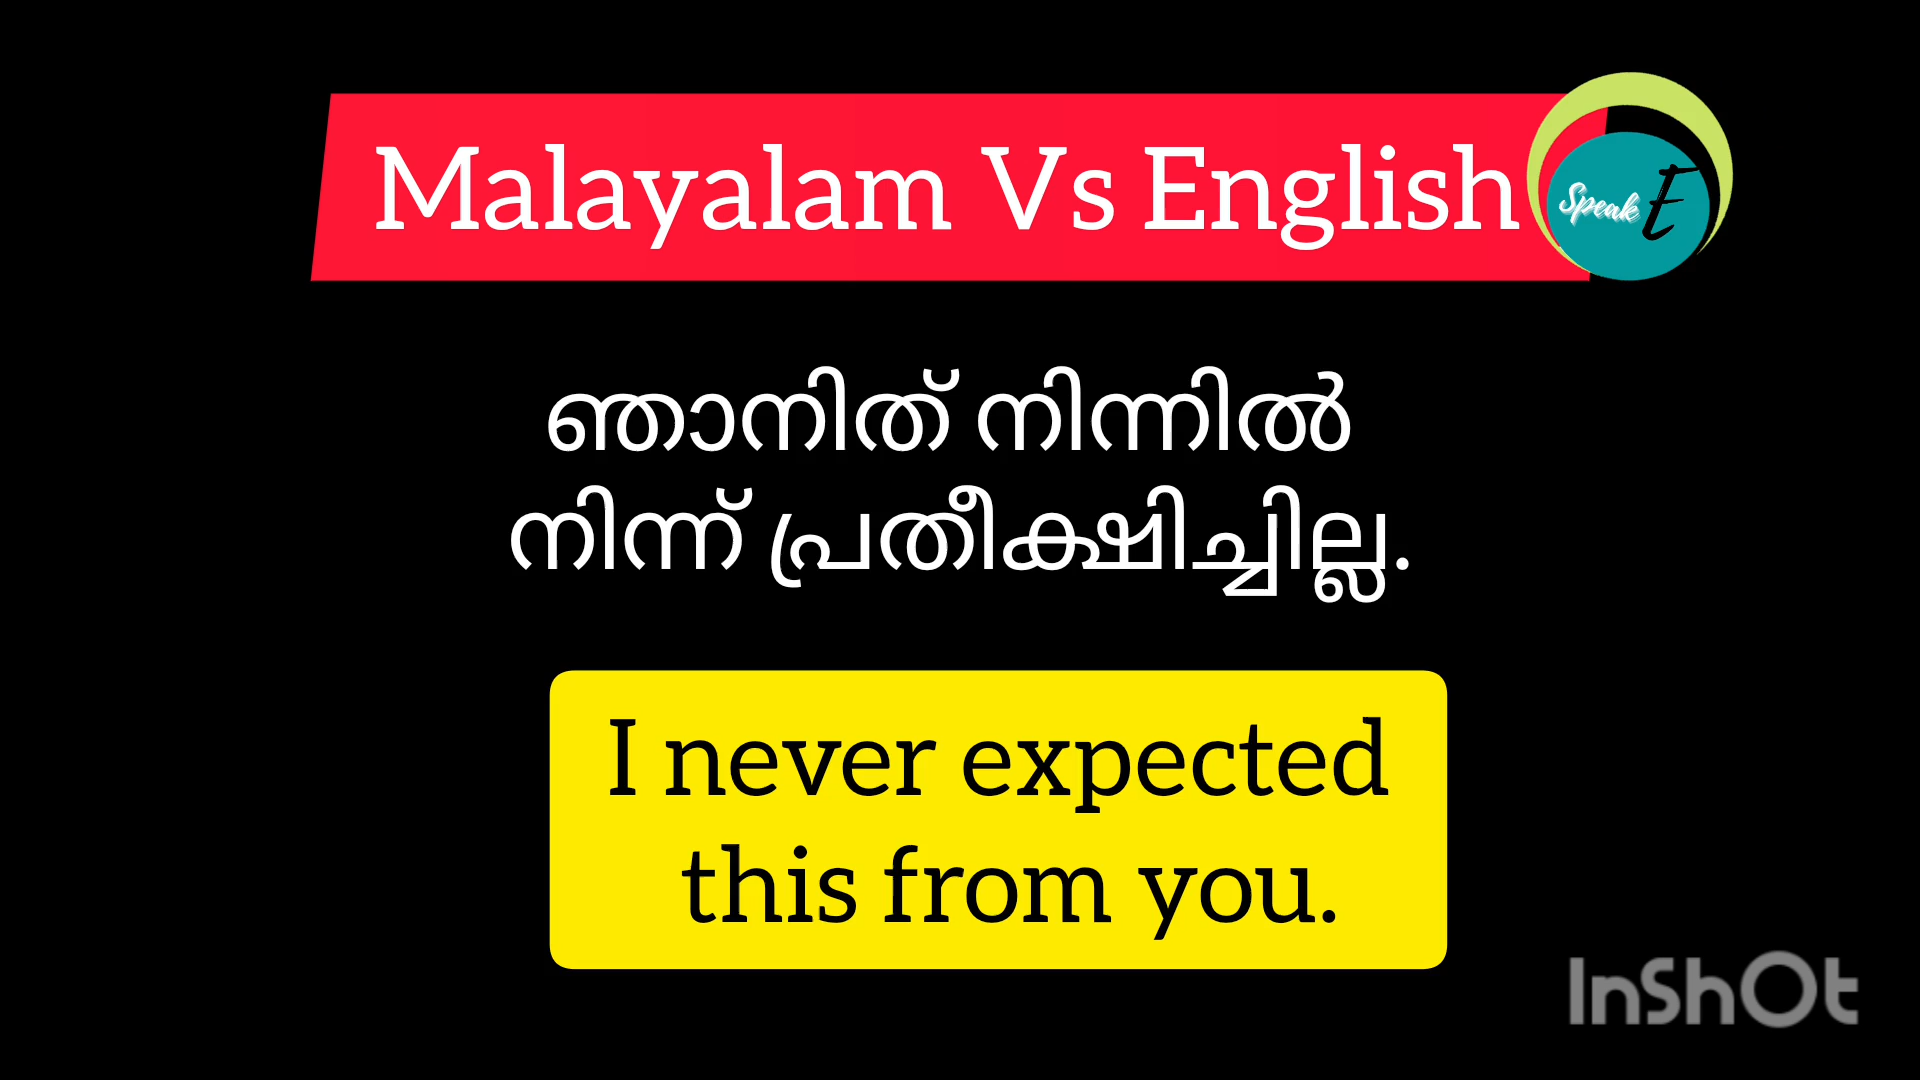 Malayalam Vs English
Speak E
ഞാനിത് നിന്നിൽ
നിന്ന് പ്രതീക്ഷിച്ചില്ല.
I never expected
this from you.
InShOt